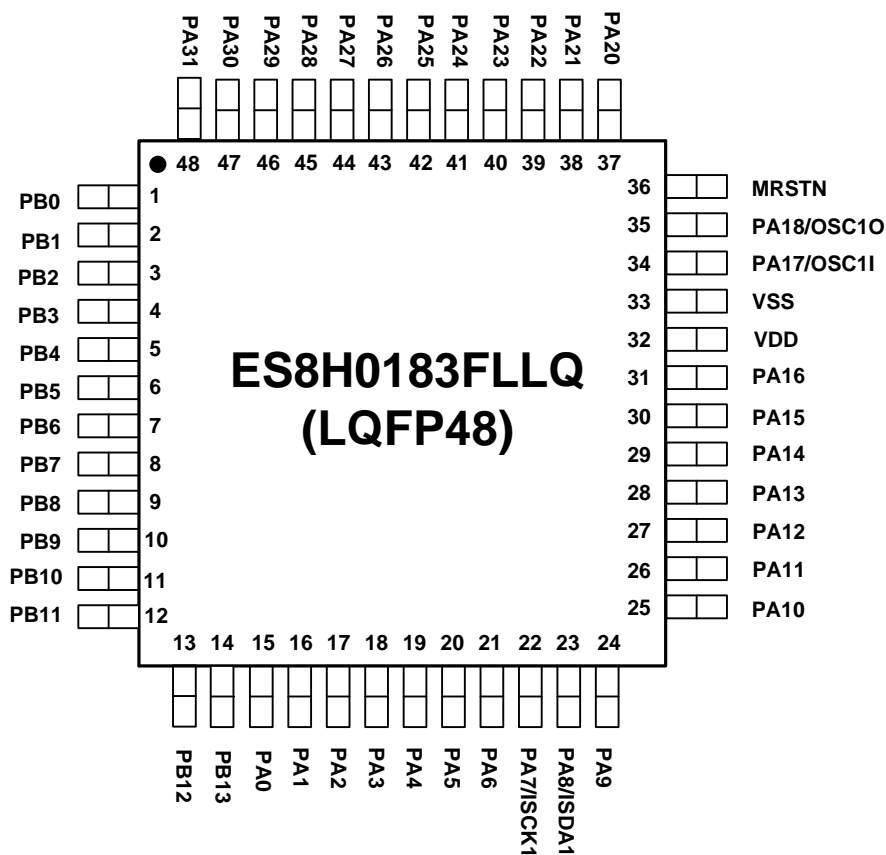 PA31 PA30 PA29 PA28 PA27 PA26 PA25 PA24 PA23 PA22 PA21 PA20
48 47 46 45 44 43 42 41 40 39 38 37
PB0 1
PB1 2
PB2 3
PB3 4
PB4 5
PB5 6
PB6 7
PB7 8
PB8 9
PB9 10
PB10 11
PB11 12
ES8H0183FLLQ
(LQFP48)
36 MRSTN
35 PA18/OSC1O
34 PA17/OSC1I
33 VSS
32 VDD
31 PA16
30 PA15
29 PA14
28 PA13
27 PA12
26 PA11
25 PA10
13 14 15 16 17 18 19 20 21 22 23 24
PB12 PB13 PA0 PA1 PA2 PA3 PA4 PA5 PA6 PA7/ISCK1 PA8/ISDA1 PA9